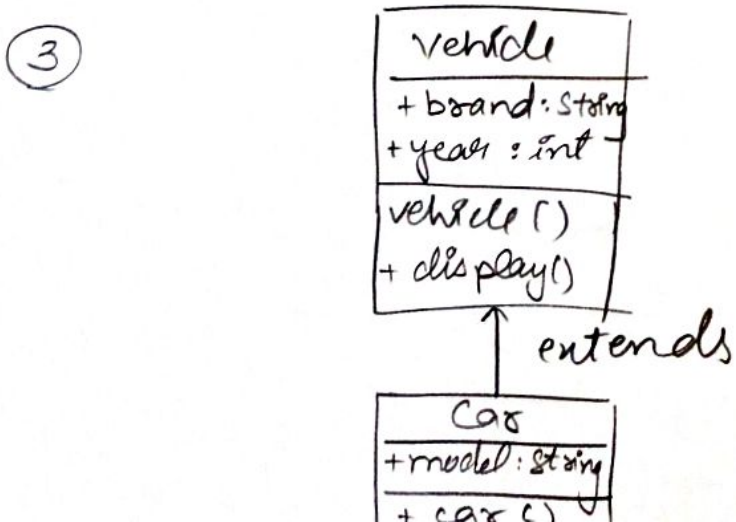 3
Vehicle
+ brand: String
+ year : int
vehicle ()
+ display()
extends
Car
+ model: String
+ car ()